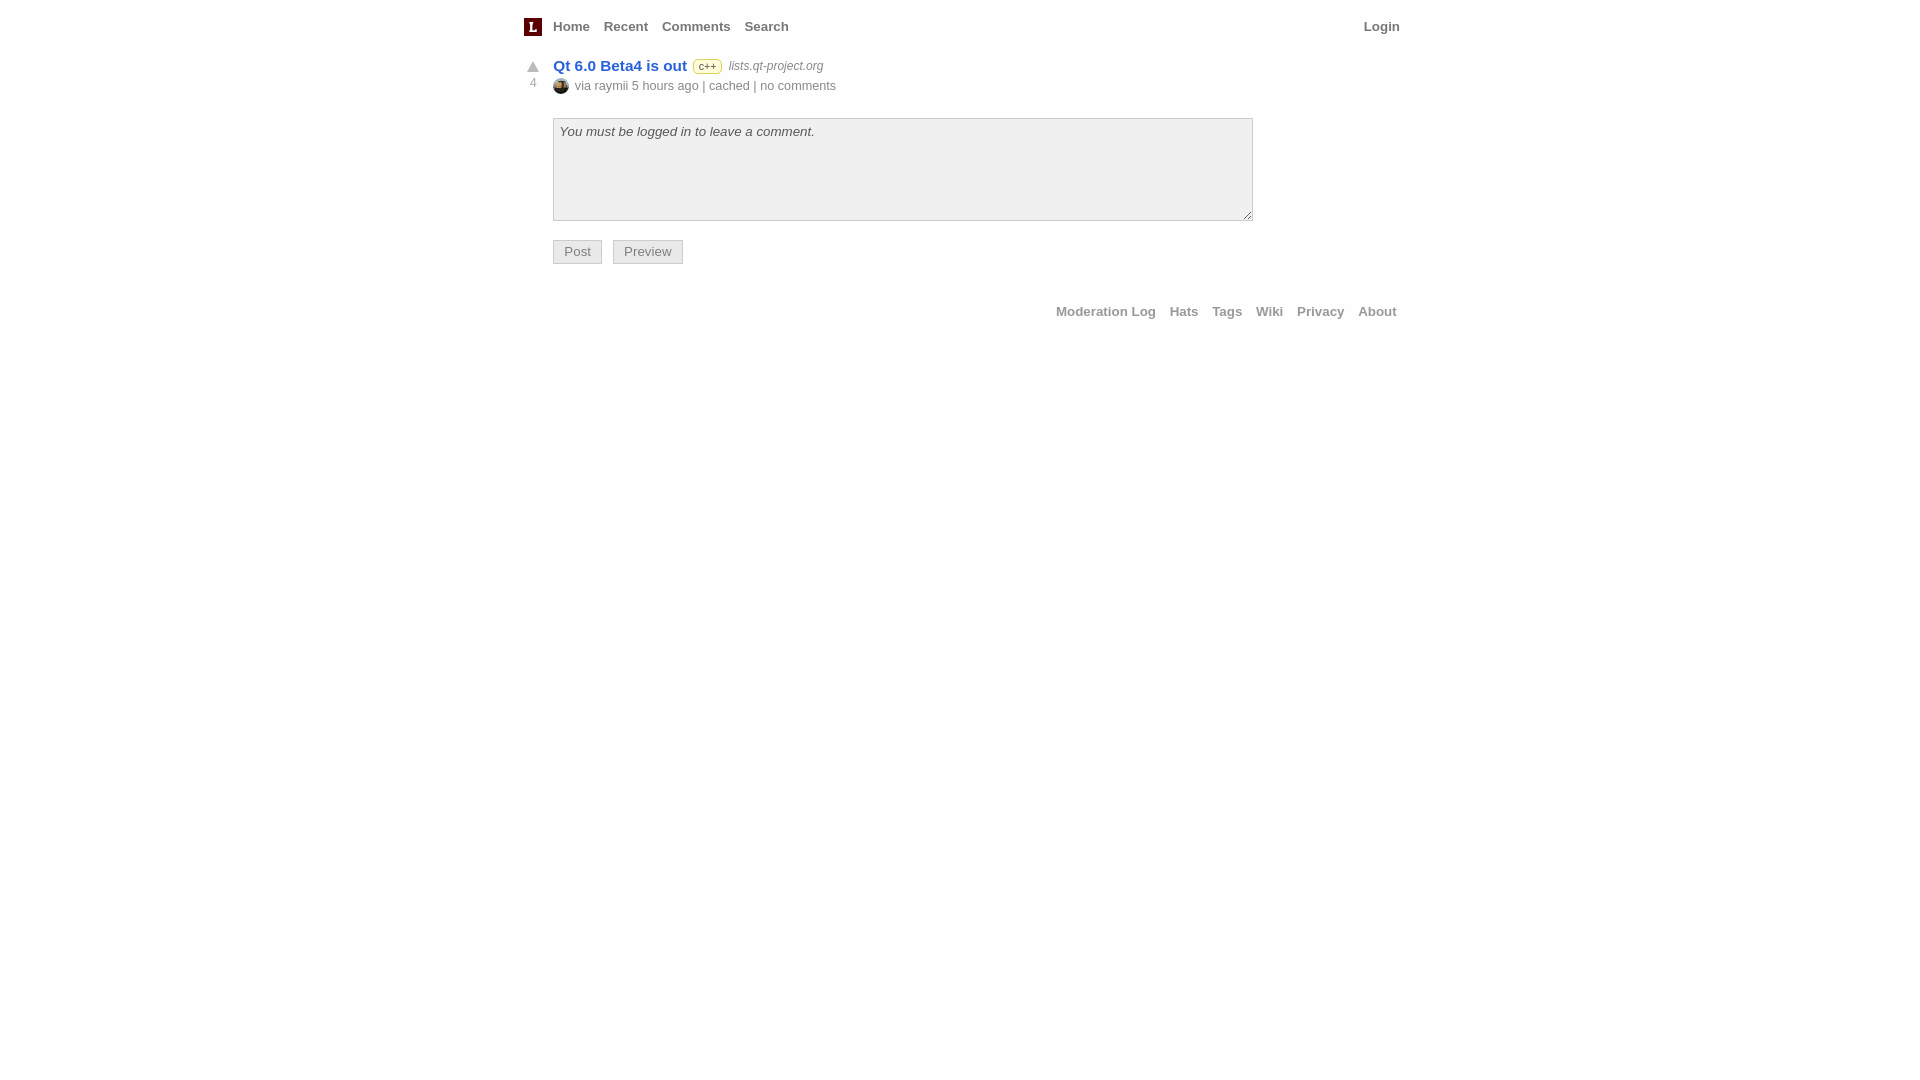 L Home Recent Comments Search Login
Qt 6.0 Beta4 is out c++ lists.qt-project.org
4
via raymii 5 hours ago | cached | no comments
You must be logged in to leave a comment.
Post Preview
Moderation Log Hats Tags Wiki Privacy About